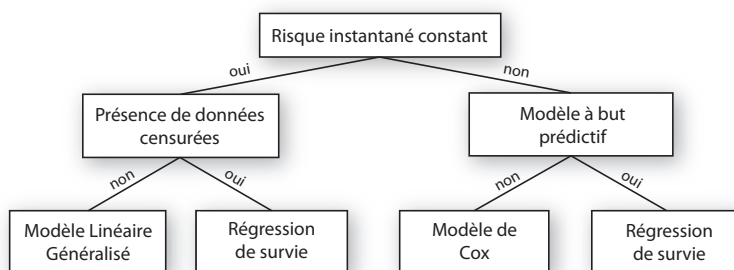 Risque instantané constant
oui
non
Présence de données
censurées
Modèle à but
prédictif
non
oui
non
oui
Modèle Linéaire
Généralisé
Régression
de survie
Modèle de
Cox
Régression
de survie